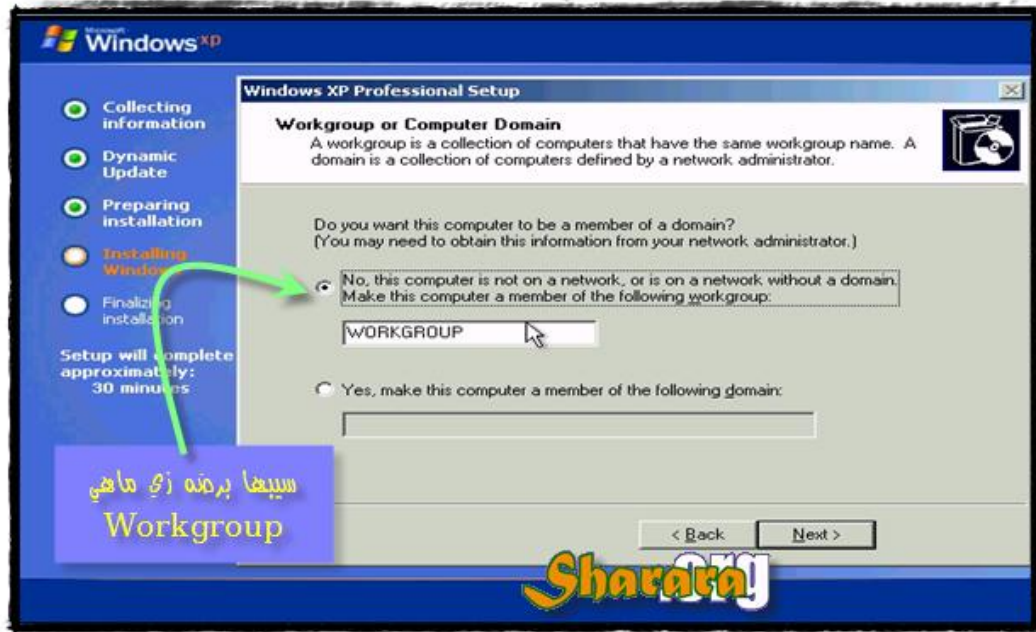 Microsoft
Windows xp
Collecting
information
Dynamic
Update
Preparing
installation
Installing
Windows
Finalizing
installation
Setup will complete
approximately:
30 minutes
Windows XP Professional Setup
Workgroup or Computer Domain
A workgroup is a collection of computers that have the same workgroup name. A
domain is a collection of computers defined by a network administrator.
Do you want this computer to be a member of a domain?
(You may need to obtain this information from your network administrator.)
No, this computer is not on a network, or is on a network without a domain.
Make this computer a member of the following workgroup:
WORKGROUP
Yes, make this computer a member of the following domain:
سيبها برضه زي ماهي
Workgroup
< Back
Next >
Sharara.org